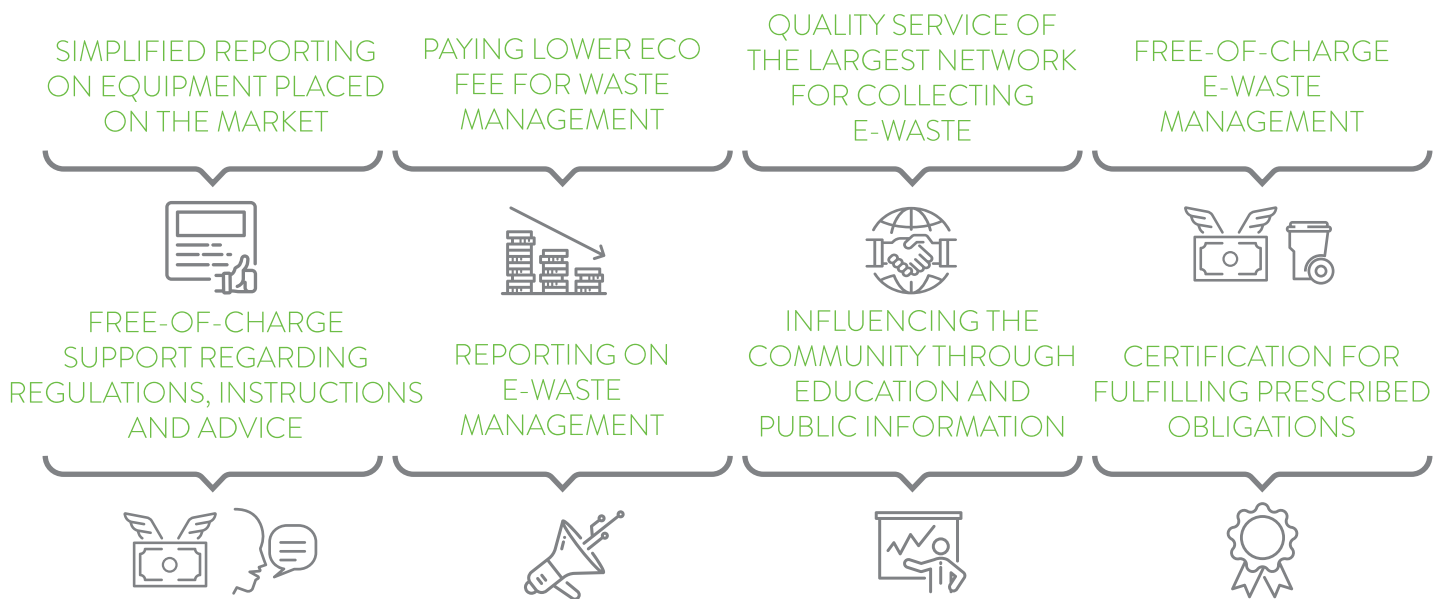 SIMPLIFIED REPORTING
ON EQUIPMENT PLACED
ON THE MARKET
PAYING LOWER ECO
FEE FOR WASTE
MANAGEMENT
QUALITY SERVICE OF
THE LARGEST NETWORK
FOR COLLECTING
E-WASTE
FREE-OF-CHARGE
E-WASTE
MANAGEMENT
FREE-OF-CHARGE
SUPPORT REGARDING
REGULATIONS, INSTRUCTIONS
AND ADVICE
REPORTING ON
E-WASTE
MANAGEMENT
INFLUENCING THE
COMMUNITY THROUGH
EDUCATION AND
PUBLIC INFORMATION
CERTIFICATION FOR
FULFILLING PRESCRIBED
OBLIGATIONS